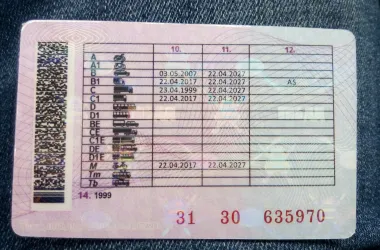 10. 11. 12.
A
A1
B 03.05.2007 22.04.2027
B1 22.04.2017 22.04.2027 AS
C 23.04.1999 22.04.2027
C1 22.04.2017 22.04.2027
D
D1
BE
CE
C1E
DE
D1E
M 22.04.2017 22.04.2027
Tm
Tb
14. 1999
31 30 635970